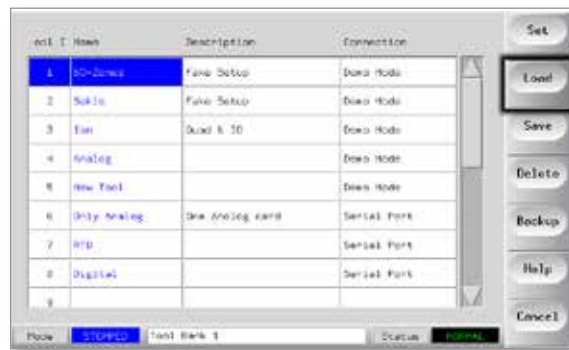 Name Description Connection
1 50-Zones Fake Setup Demo Mode
2 Fake Setup Demo Mode
3 Quad & 5D Demo Mode
4 Analog Demo Mode
5 New Tool Demo Mode
6 Only Analog One Analog card Serial Port
7 RTD Serial Port
8 Digital Serial Port
9
Set
Load
Save
Delete
Backup
Help
Cancel
Mode STOPPED Tool Bank 1 Status NORMAL